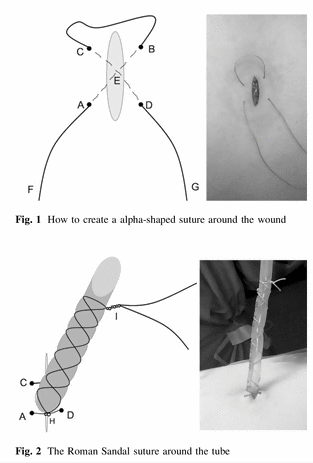 C
B
E
A
D
F
G
Fig. 1 How to create a alpha-shaped suture around the wound
I
C
A
H
D
Fig. 2 The Roman Sandal suture around the tube